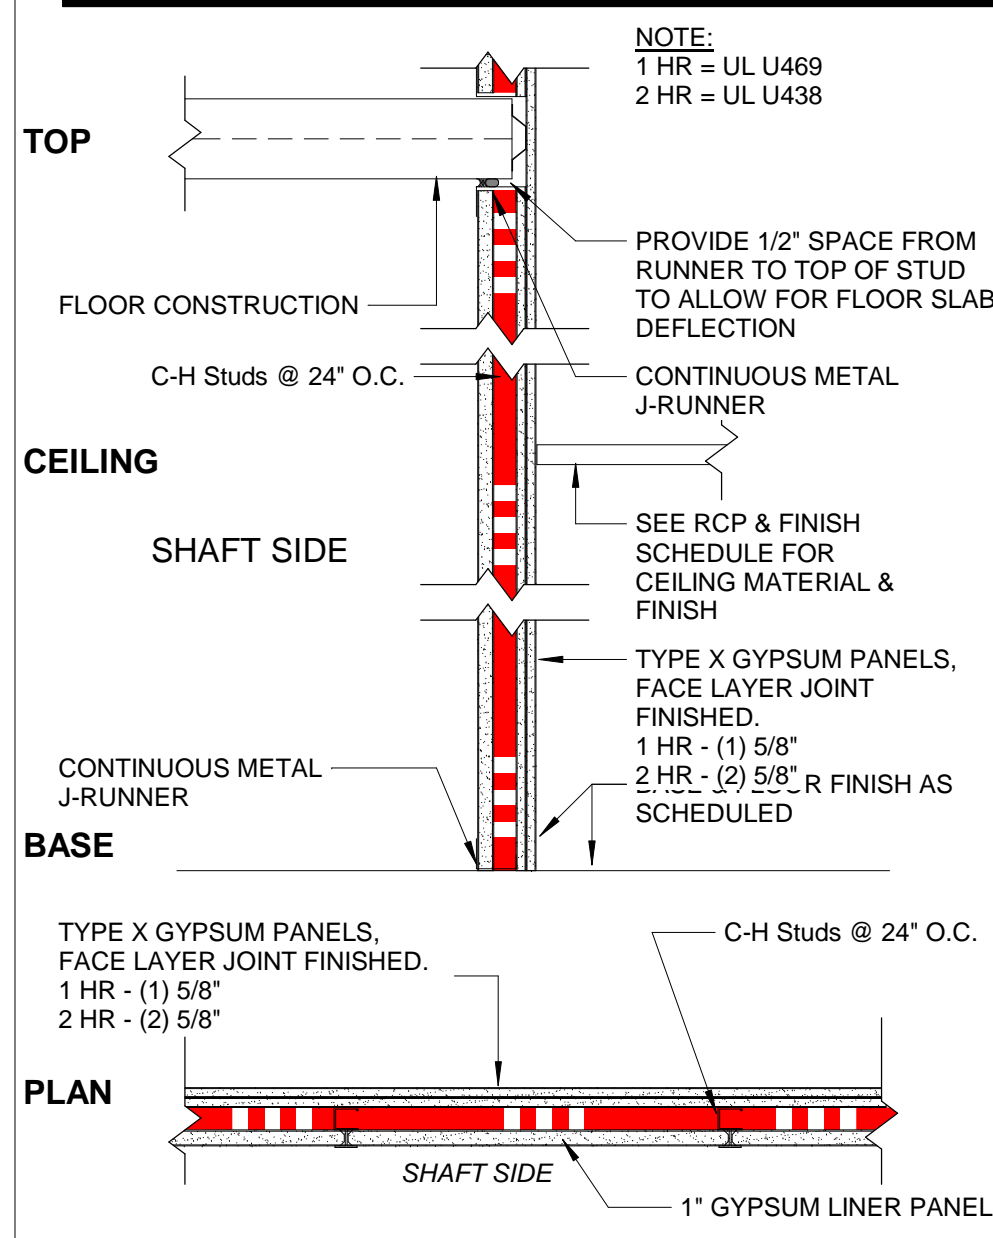 NOTE:
1 HR = UL U469
2 HR = UL U438
TOP
PROVIDE 1/2" SPACE FROM
RUNNER TO TOP OF STUD
TO ALLOW FOR FLOOR SLAB
DEFLECTION
FLOOR CONSTRUCTION
C-H Studs @ 24" O.C.
CONTINUOUS METAL
J-RUNNER
CEILING
SHAFT SIDE
SEE RCP & FINISH
SCHEDULE FOR
CEILING MATERIAL &
FINISH
TYPE X GYPSUM PANELS,
FACE LAYER JOINT
FINISHED.
1 HR - (1) 5/8"
2 HR - (2) 5/8"
BASE & FLOOR FINISH AS
SCHEDULED
CONTINUOUS METAL
J-RUNNER
BASE
TYPE X GYPSUM PANELS,
FACE LAYER JOINT FINISHED.
1 HR - (1) 5/8"
2 HR - (2) 5/8"
C-H Studs @ 24" O.C.
PLAN
SHAFT SIDE
1" GYPSUM LINER PANEL